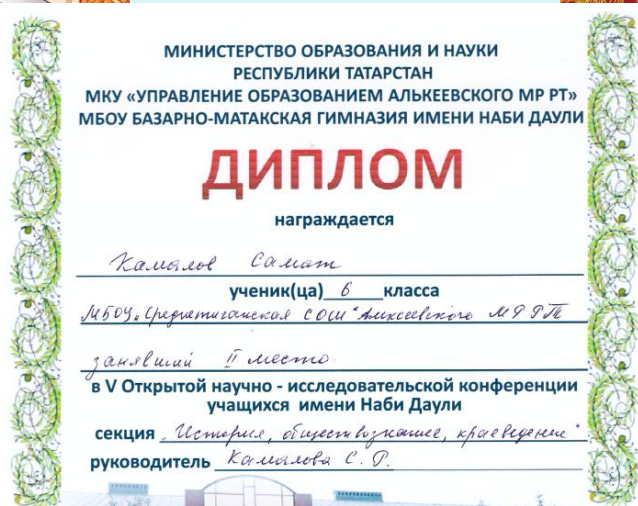 МИНИСТЕРСТВО ОБРАЗОВАНИЯ И НАУКИ
РЕСПУБЛИКИ ТАТАРСТАН
МКУ «УПРАВЛЕНИЕ ОБРАЗОВАНИЕМ АЛЬКЕЕВСКОГО МР РТ»
МБОУ БАЗАРНО-МАТАКСКАЯ ГИМНАЗИЯ ИМЕНИ НАБИ ДАУЛИ
ДИПЛОМ
награждается
Камалов Самат
ученик(ца) 6 класса
МБОУ „Среднетиганская СОШ" Алексеевского МР РТ
занявший II место
в V Открытой научно - исследовательской конференции
учащихся имени Наби Даули
секция „История, обществознание, краеведение"
руководитель Камалова С. Р.